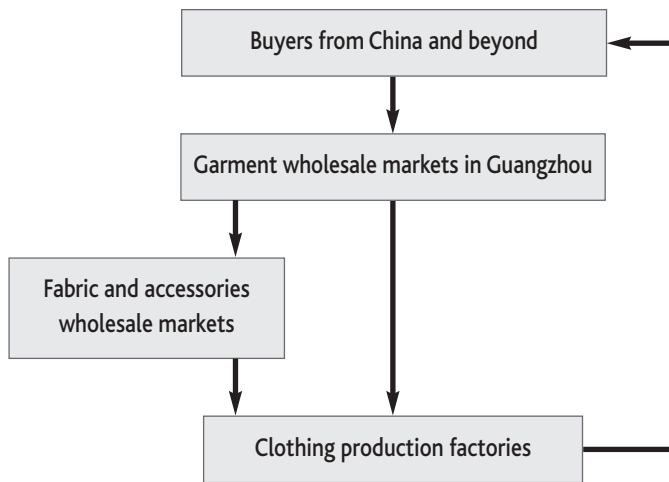 Buyers from China and beyond
Garment wholesale markets in Guangzhou
Fabric and accessories
wholesale markets
Clothing production factories